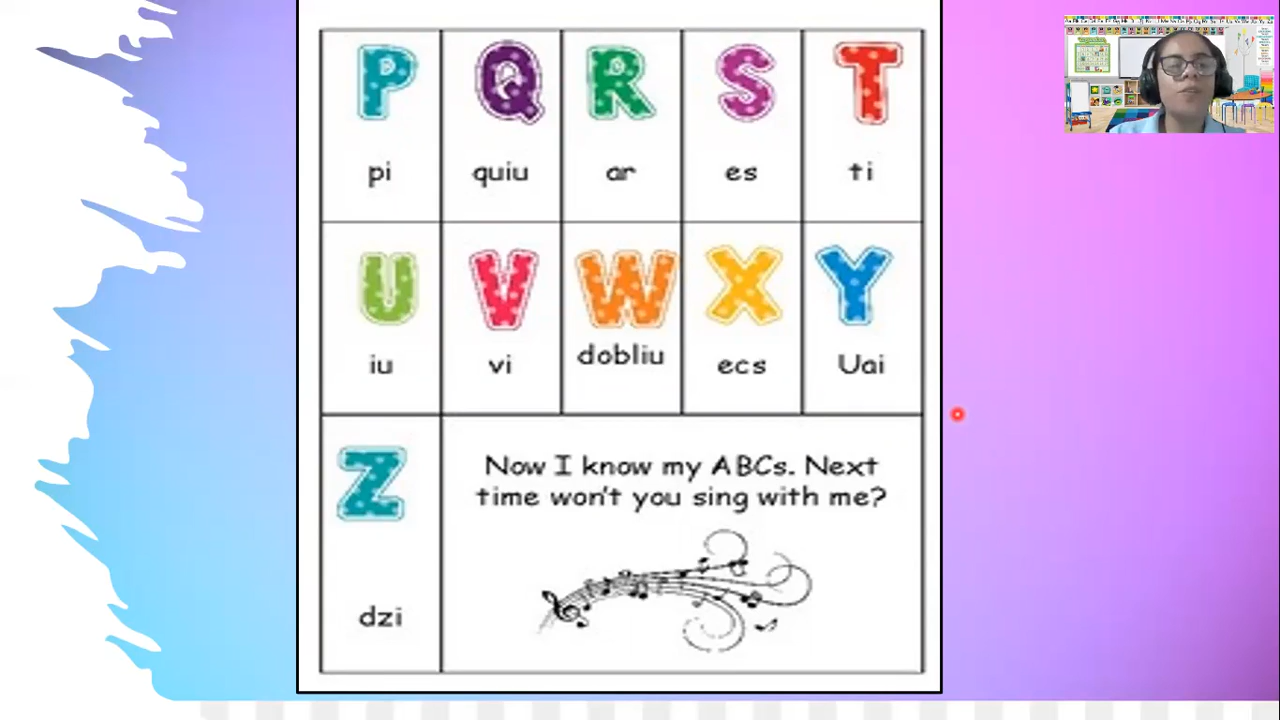 P Q R S T
pi quiu ar es ti
U V W X Y
iu vi dobliu ecs Uai
Z
Now I know my ABCs. Next
time won't you sing with me?
dzi